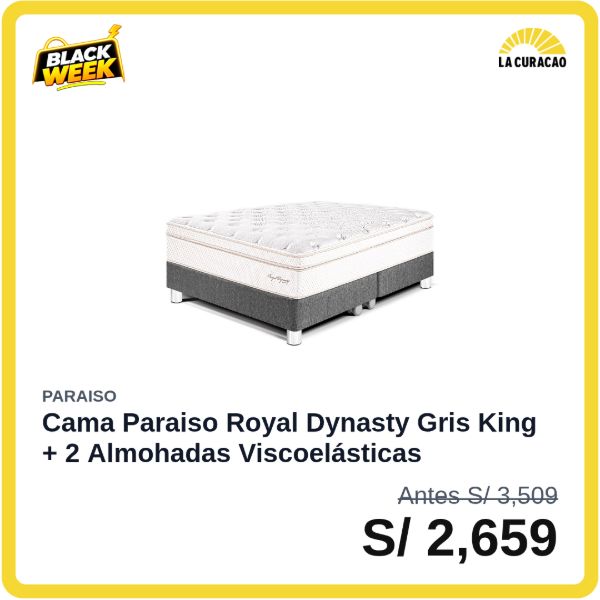 BLACK
WEEK
LA CURACAO
PARAISO
Cama Paraiso Royal Dynasty Gris King
+ 2 Almohadas Viscoelásticas
Antes S/ 3,509
S/ 2,659